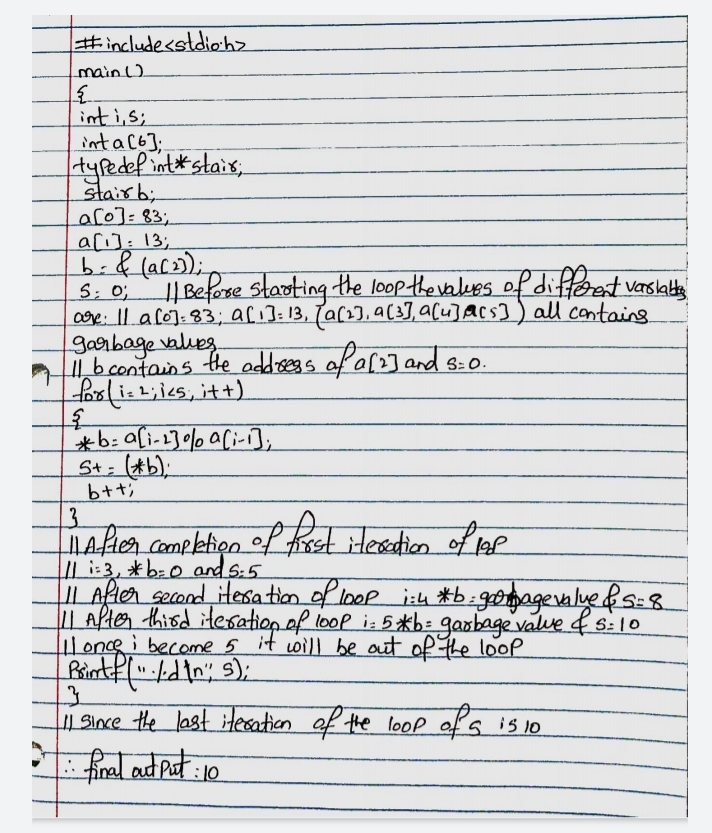 #include<stdio.h>
main()
{
int i,s;
int a[6];
typedef int* stair;
stair b;
a[0]= 83;
a[1]= 13;
b= & (a[2]);
s= 0; // Before starting the loop the values of different variables
are: // a[0]=83; a[1]=13, [a[2], a[3], a[4] a[5] ) all contains
garbage values
// b contains the address of a[2] and s=0.
for(i=2;i<5, i++)
{
*b= a[i-2]%a[i-1];
s+= (*b);
b++;
}
// After completion of first iteration of loop
// i=3, *b=0 and s=5
// After second iteration of loop i=4 *b=garbage value & s=8
// After third iteration of loop i=5 *b= garbage value & s=10
// once i become 5 it will be out of the loop
Printf("%d\n", s);
}
// since the last iteration of the loop of s is 10
∴ final output : 10